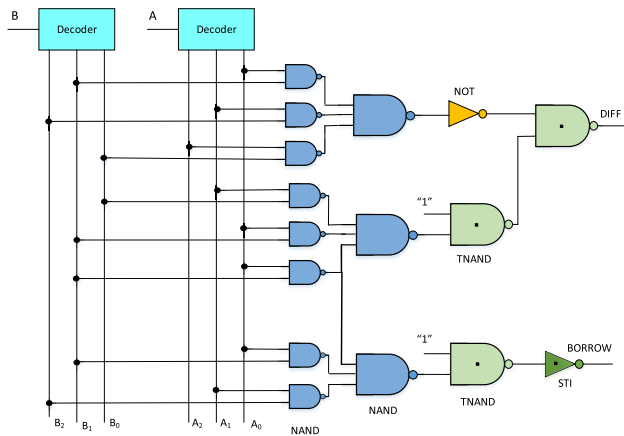 B
A
Decoder
Decoder
NOT
DIFF
"1"
TNAND
"1"
BORROW
STI
TNAND
NAND
NAND
B2
B1
B0
A2
A1
A0